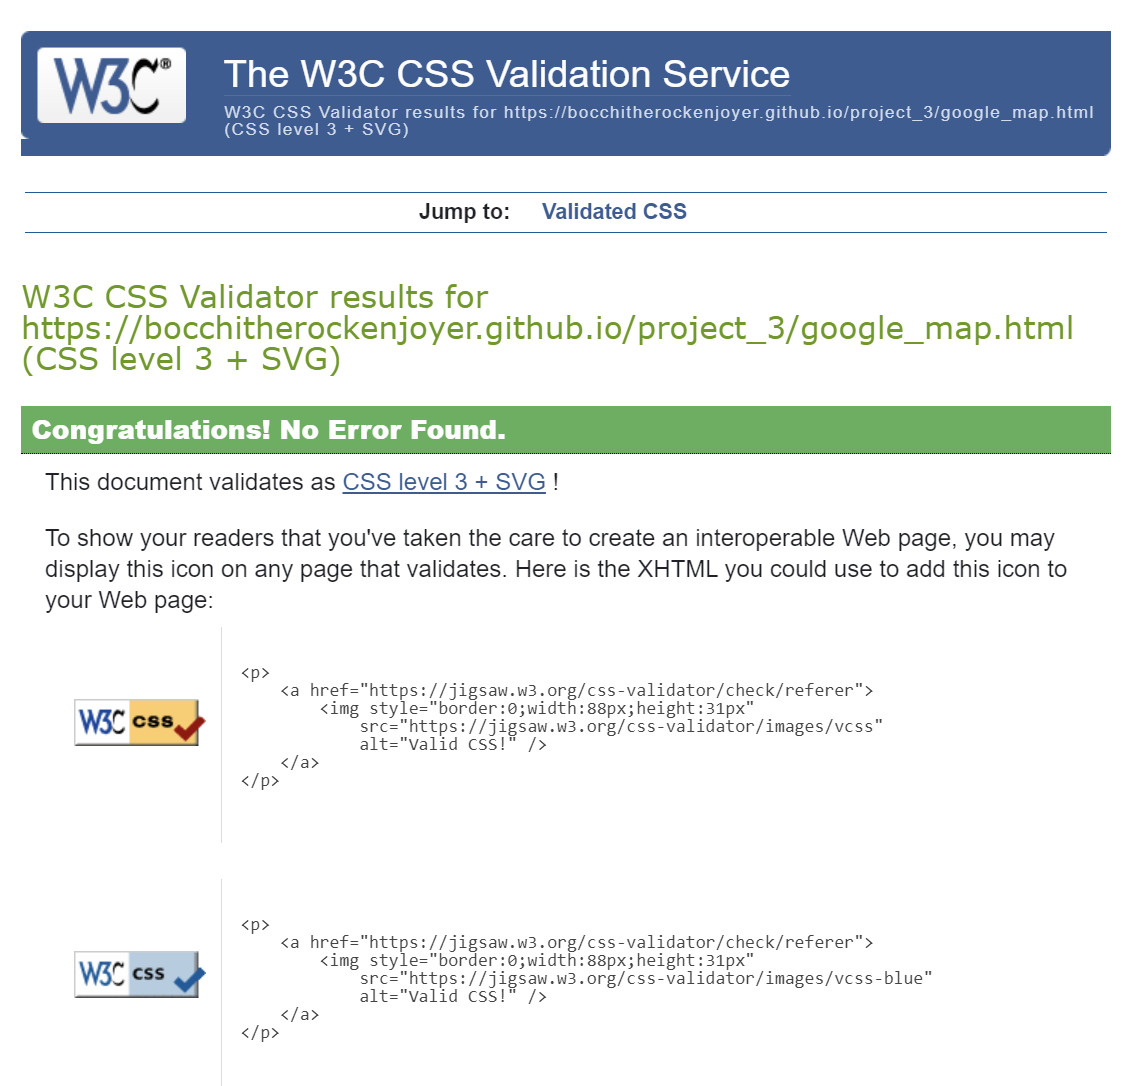 W3C®
The W3C CSS Validation Service
W3C CSS Validator results for https://bocchitherockenjoyer.github.io/project_3/google_map.html
(CSS level 3 + SVG)
Jump to: Validated CSS
W3C CSS Validator results for
https://bocchitherockenjoyer.github.io/project_3/google_map.html
(CSS level 3 + SVG)
Congratulations! No Error Found.
This document validates as CSS level 3 + SVG !
To show your readers that you've taken the care to create an interoperable Web page, you may
display this icon on any page that validates. Here is the XHTML you could use to add this icon to
your Web page:
W3C css
<p>
    <a href="https://jigsaw.w3.org/css-validator/check/referer">
        <img style="border:0;width:88px;height:31px"
            src="https://jigsaw.w3.org/css-validator/images/vcss"
            alt="Valid CSS!" />
    </a>
</p>
W3C css
<p>
    <a href="https://jigsaw.w3.org/css-validator/check/referer">
        <img style="border:0;width:88px;height:31px"
            src="https://jigsaw.w3.org/css-validator/images/vcss-blue"
            alt="Valid CSS!" />
    </a>
</p>